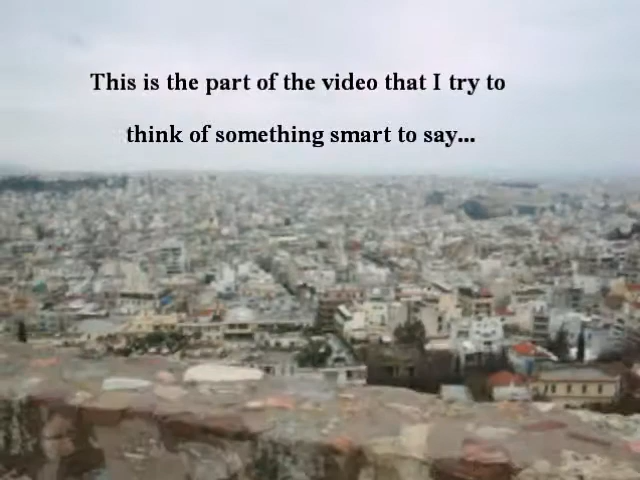 This is the part of the video that I try to
think of something smart to say...